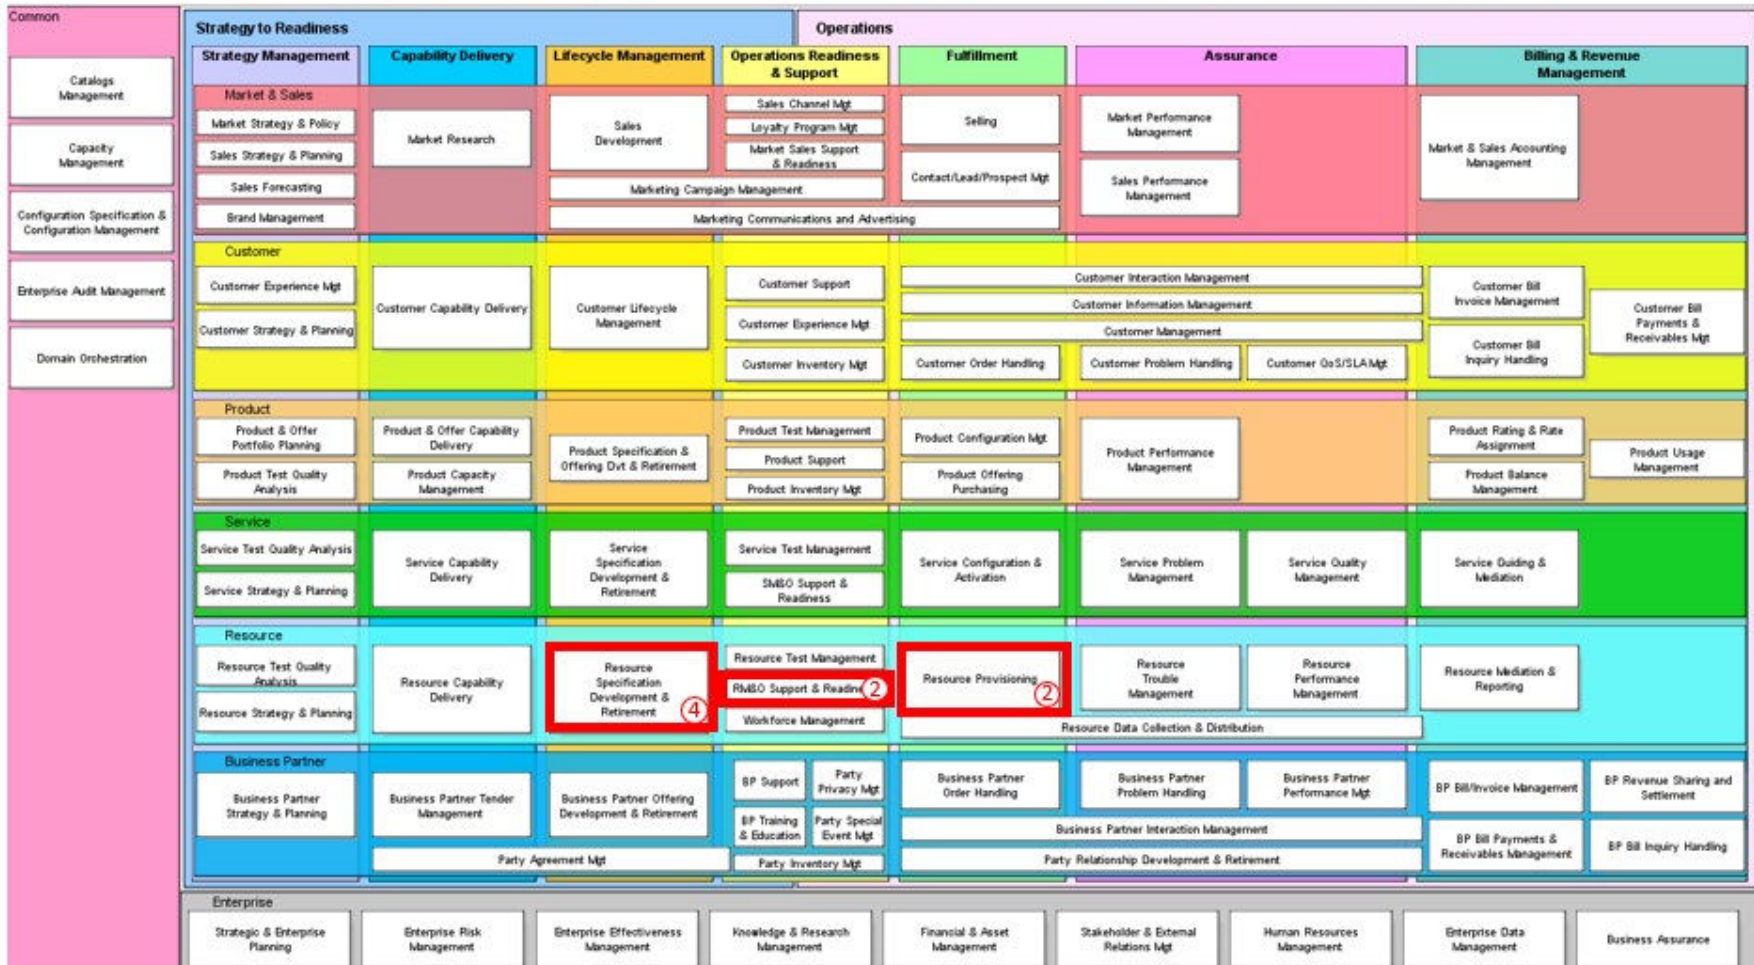 Common
Catalogs
Management
Capacity
Management
Configuration Specification &
Configuration Management
Enterprise Audit Management
Domain Orchestration
Strategy to Readiness
Operations
Strategy Management
Capability Delivery
Lifecycle Management
Operations Readiness
& Support
Fulfillment
Assurance
Billing & Revenue
Management
Market & Sales
Market Strategy & Policy
Sales Strategy & Planning
Sales Forecasting
Brand Management
Market Research
Sales
Development
Sales Channel Mgt
Loyalty Program Mgt
Market Sales Support
& Readiness
Marketing Campaign Management
Marketing Communications and Advertising
Selling
Contact/Lead/Prospect Mgt
Market Performance
Management
Sales Performance
Management
Market & Sales Accounting
Management
Customer
Customer Experience Mgt
Customer Strategy & Planning
Customer Capability Delivery
Customer Lifecycle
Management
Customer Support
Customer Experience Mgt
Customer Inventory Mgt
Customer Interaction Management
Customer Information Management
Customer Management
Customer Order Handling
Customer Problem Handling
Customer QoS/SLA Mgt
Customer Bill
Invoice Management
Customer Bill
Inquiry Handling
Customer Bill
Payments &
Receivables Mgt
Product
Product & Offer
Portfolio Planning
Product Test Quality
Analysis
Product & Offer Capability
Delivery
Product Capacity
Management
Product Specification &
Offering Dvt & Retirement
Product Test Management
Product Support
Product Inventory Mgt
Product Configuration Mgt
Product Offering
Purchasing
Product Performance
Management
Product Rating & Rate
Assignment
Product Balance
Management
Product Usage
Management
Service
Service Test Quality Analysis
Service Strategy & Planning
Service Capability
Delivery
Service
Specification
Development &
Retirement
Service Test Management
SM&O Support &
Readiness
Service Configuration &
Activation
Service Problem
Management
Service Quality
Management
Service Guiding &
Mediation
Resource
Resource Test Quality
Analysis
Resource Strategy & Planning
Resource Capability
Delivery
Resource
Specification
Development &
Retirement ④
Resource Test Management
RM&O Support & Readine ②
Workforce Management
Resource Provisioning ②
Resource
Trouble
Management
Resource
Performance
Management
Resource Data Collection & Distribution
Resource Mediation &
Reporting
Business Partner
Business Partner
Strategy & Planning
Business Partner Tender
Management
Business Partner Offering
Development & Retirement
Party Agreement Mgt
BP Support
Party
Privacy Mgt
BP Training
& Education
Party Special
Event Mgt
Party Inventory Mgt
Business Partner
Order Handling
Business Partner
Problem Handling
Business Partner
Performance Mgt
Business Partner Interaction Management
Party Relationship Development & Retirement
BP Bill/Invoice Management
BP Revenue Sharing and
Settlement
BP Bill Payments &
Receivables Management
BP Bill Inquiry Handling
Enterprise
Strategic & Enterprise
Planning
Enterprise Risk
Management
Enterprise Effectiveness
Management
Knowledge & Research
Management
Financial & Asset
Management
Stakeholder & External
Relations Mgt
Human Resources
Management
Enterprise Data
Management
Business Assurance